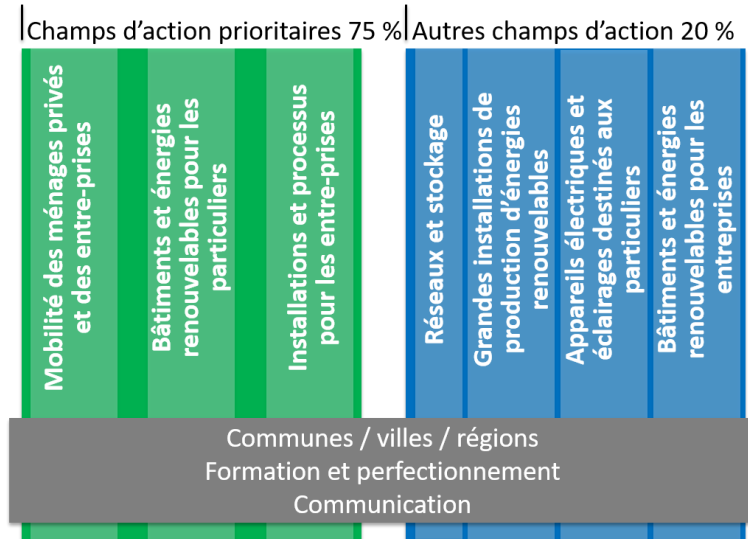 Champs d'action prioritaires 75 %
Autres champs d'action 20 %
Mobilité des ménages privés
et des entre-prises
Bâtiments et énergies
renouvelables pour les
particuliers
Installations et processus
pour les entre-prises
Réseaux et stockage
Grandes installations de
production d'énergies
renouvelables
Appareils électriques et
éclairages destinés aux
particuliers
Bâtiments et énergies
renouvelables pour les
entreprises
Communes / villes / régions
Formation et perfectionnement
Communication